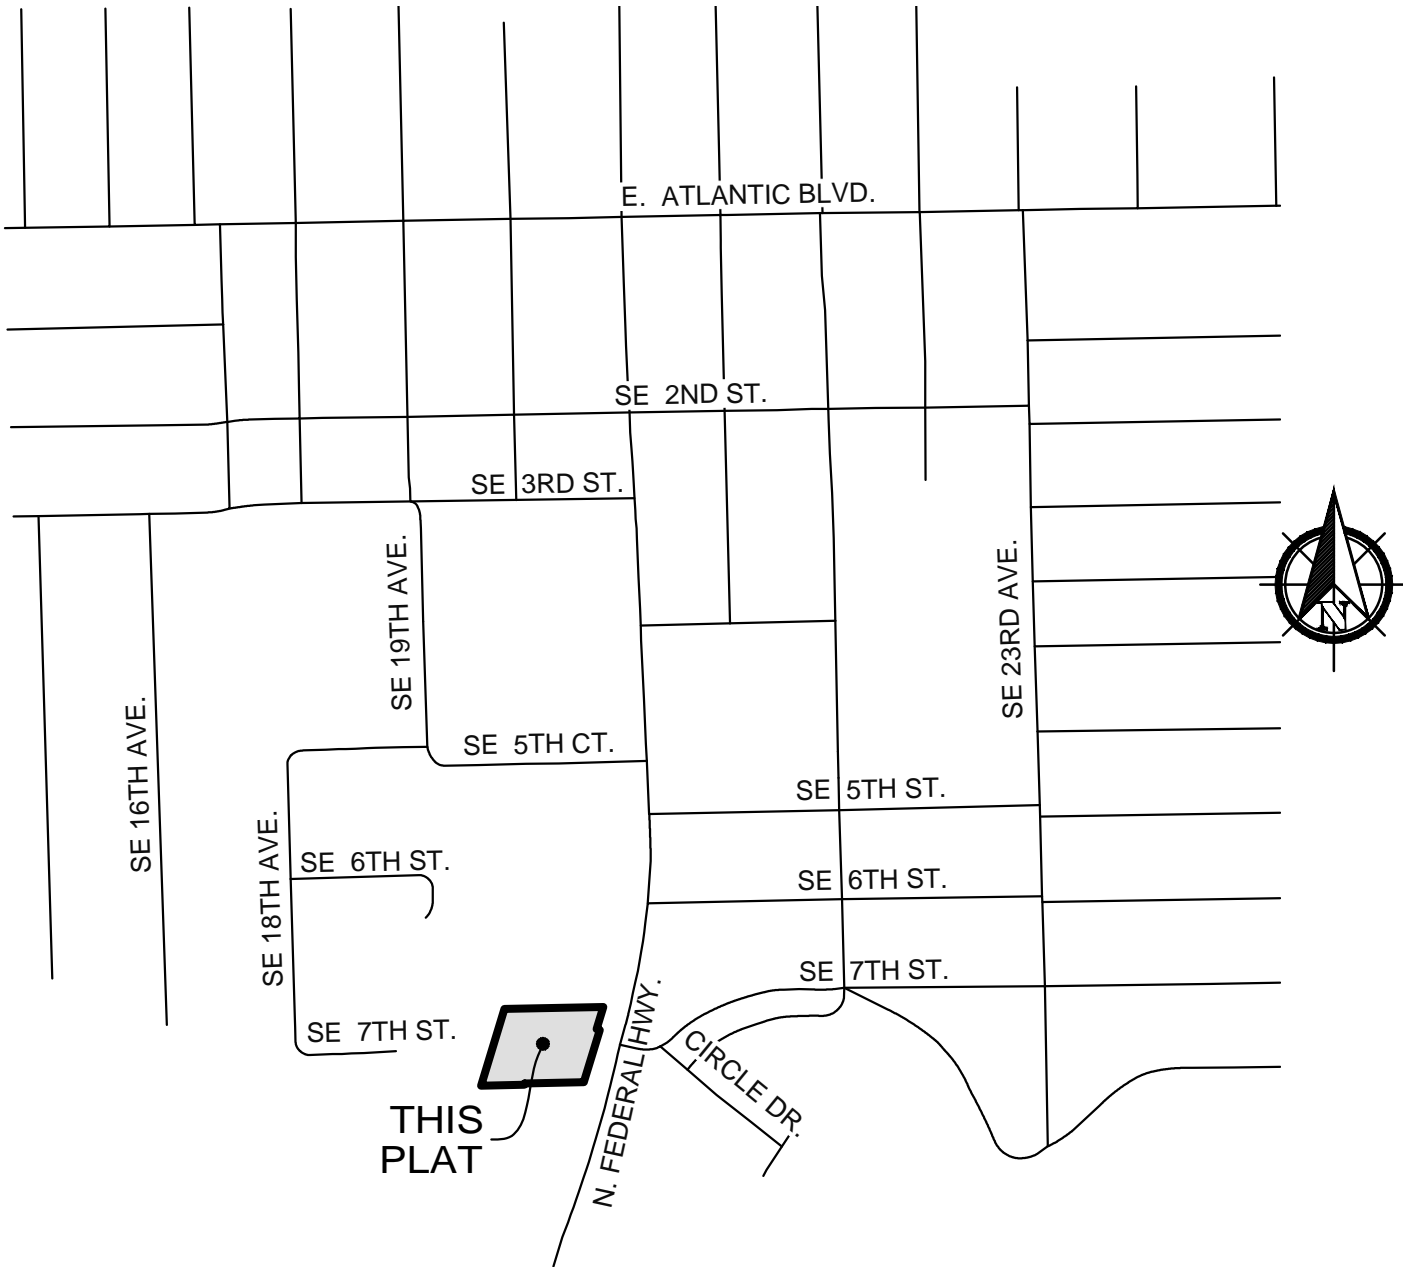 E. ATLANTIC BLVD.
SE 2ND ST.
SE 3RD ST.
SE 19TH AVE.
SE 23RD AVE.
N
SE 16TH AVE.
SE 5TH CT.
SE 5TH ST.
SE 18TH AVE.
SE 6TH ST.
SE 6TH ST.
SE 7TH ST.
SE 7TH ST.
N. FEDERAL HWY.
CIRCLE DR.
THIS
PLAT